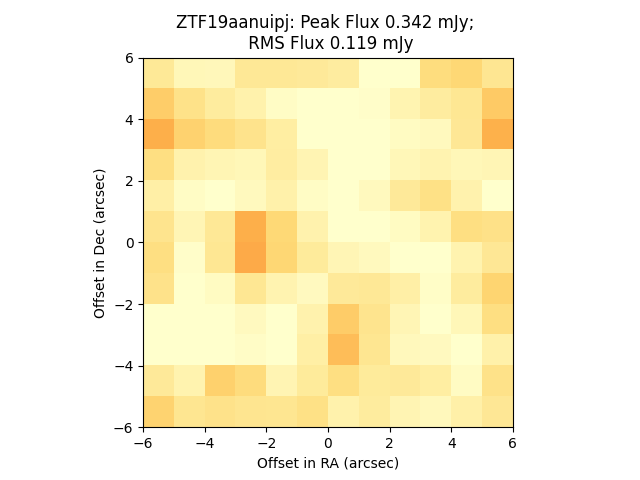 ZTF19aanuipj: Peak Flux 0.342 mJy;
RMS Flux 0.119 mJy
6
4
2
0
−2
−4
−6
Offset in Dec (arcsec)
−6 −4 −2 0 2 4 6
Offset in RA (arcsec)